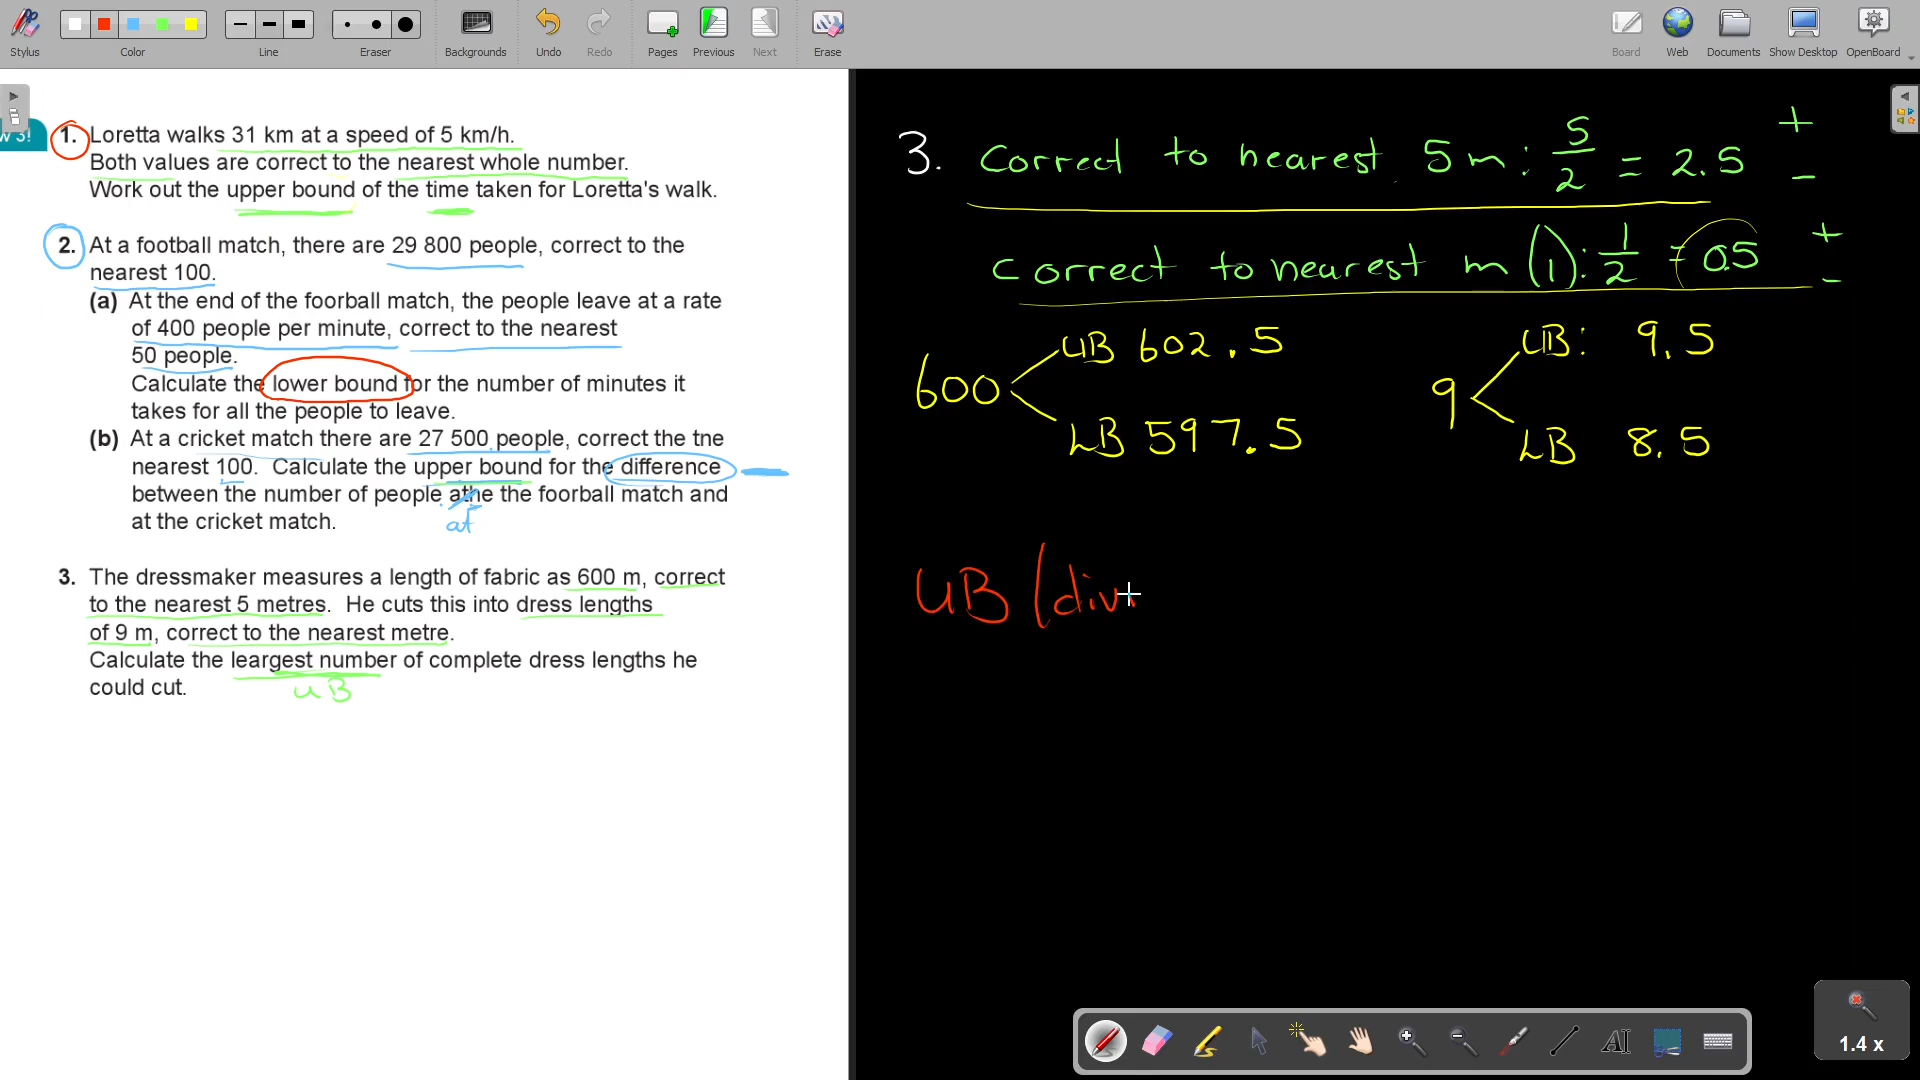 Stylus Color Line Eraser Backgrounds Undo Redo Pages Previous Next Erase Board Web Documents Show Desktop OpenBoard
1. Loretta walks 31 km at a speed of 5 km/h.
Both values are correct to the nearest whole number.
Work out the upper bound of the time taken for Loretta's walk.
2. At a football match, there are 29 800 people, correct to the
nearest 100.
(a) At the end of the foorball match, the people leave at a rate
of 400 people per minute, correct to the nearest
50 people.
Calculate the lower bound for the number of minutes it
takes for all the people to leave.
(b) At a cricket match there are 27 500 people, correct the tne
nearest 100. Calculate the upper bound for the difference
between the number of people athe the foorball match and
at
at the cricket match.
3. The dressmaker measures a length of fabric as 600 m, correct
to the nearest 5 metres. He cuts this into dress lengths
of 9 m, correct to the nearest metre.
Calculate the leargest number of complete dress lengths he
could cut.
UB
3. Correct to nearest 5 m : 5/2 = 2.5 + -
correct to nearest m (1) : 1/2 = 0.5 + -
600 UB 602.5
LB 597.5
9 UB: 9.5
LB 8.5
UB (div
1.4 x